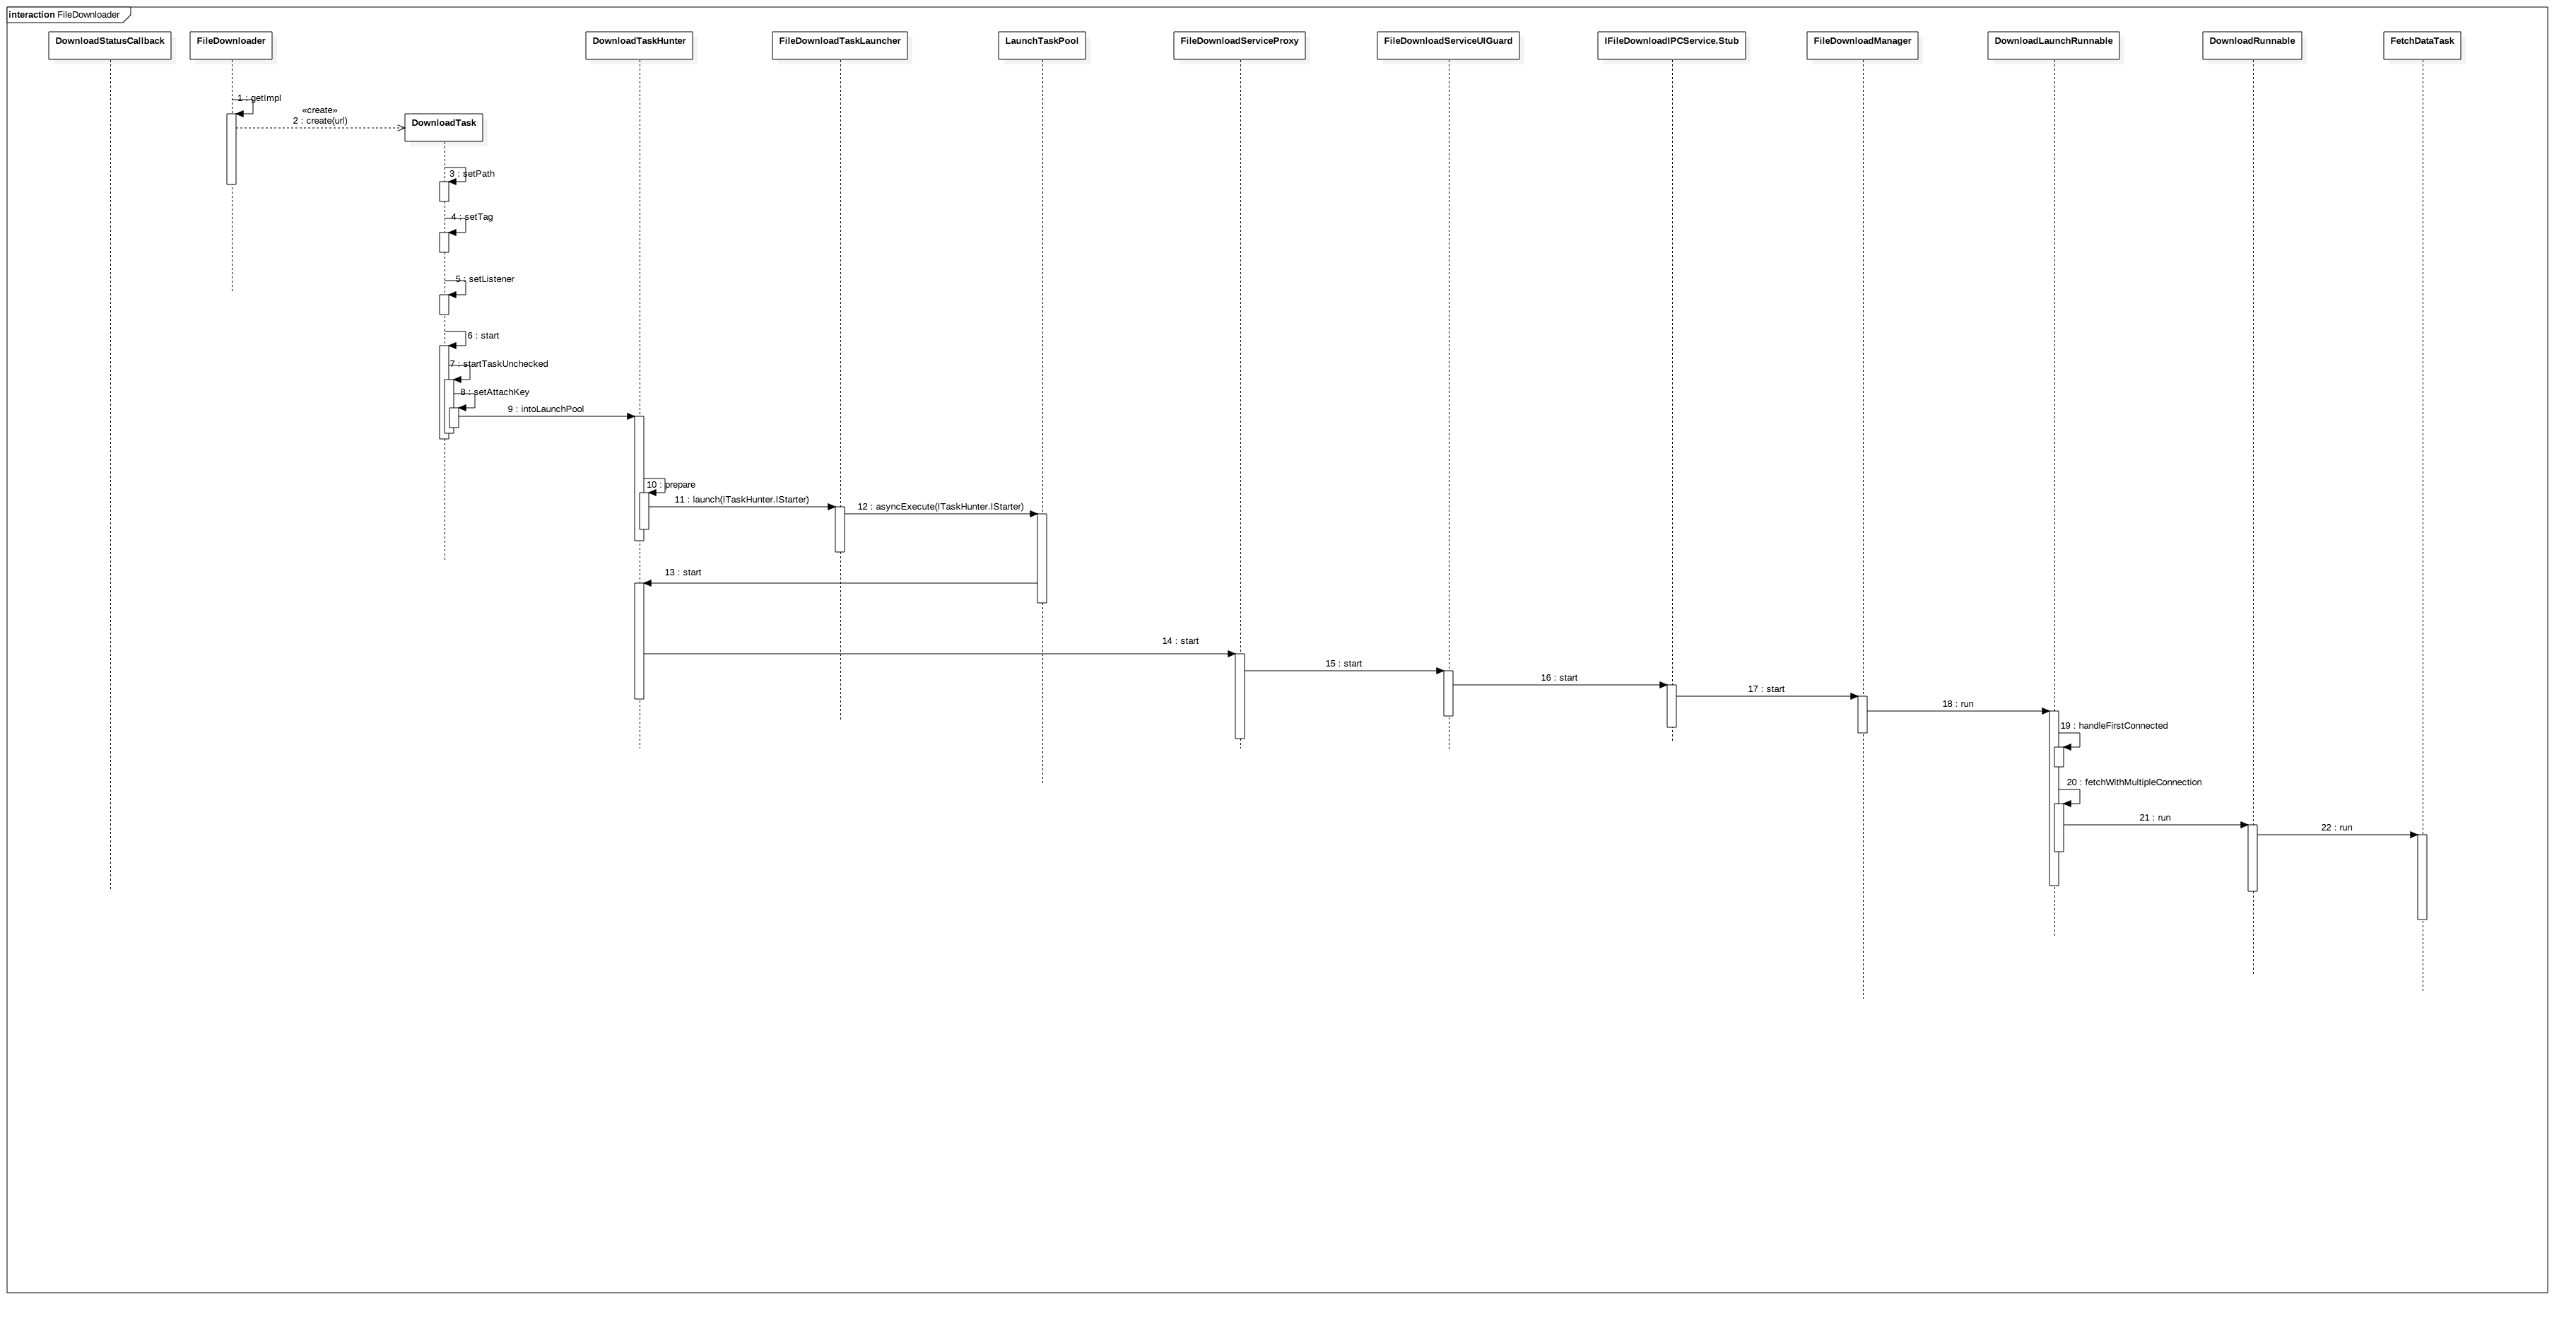 interaction FileDownloader
DownloadStatusCallback
FileDownloader
DownloadTaskHunter
FileDownloadTaskLauncher
LaunchTaskPool
FileDownloadServiceProxy
FileDownloadServiceUIGuard
IFileDownloadIPCService.Stub
FileDownloadManager
DownloadLaunchRunnable
DownloadRunnable
FetchDataTask
1 : getImpl
«create»
2 : create(url)
DownloadTask
3 : setPath
4 : setTag
5 : setListener
6 : start
7 : startTaskUnchecked
8 : setAttachKey
9 : intoLaunchPool
10 : prepare
11 : launch(ITaskHunter.IStarter)
12 : asyncExecute(ITaskHunter.IStarter)
13 : start
14 : start
15 : start
16 : start
17 : start
18 : run
19 : handleFirstConnected
20 : fetchWithMultipleConnection
21 : run
22 : run